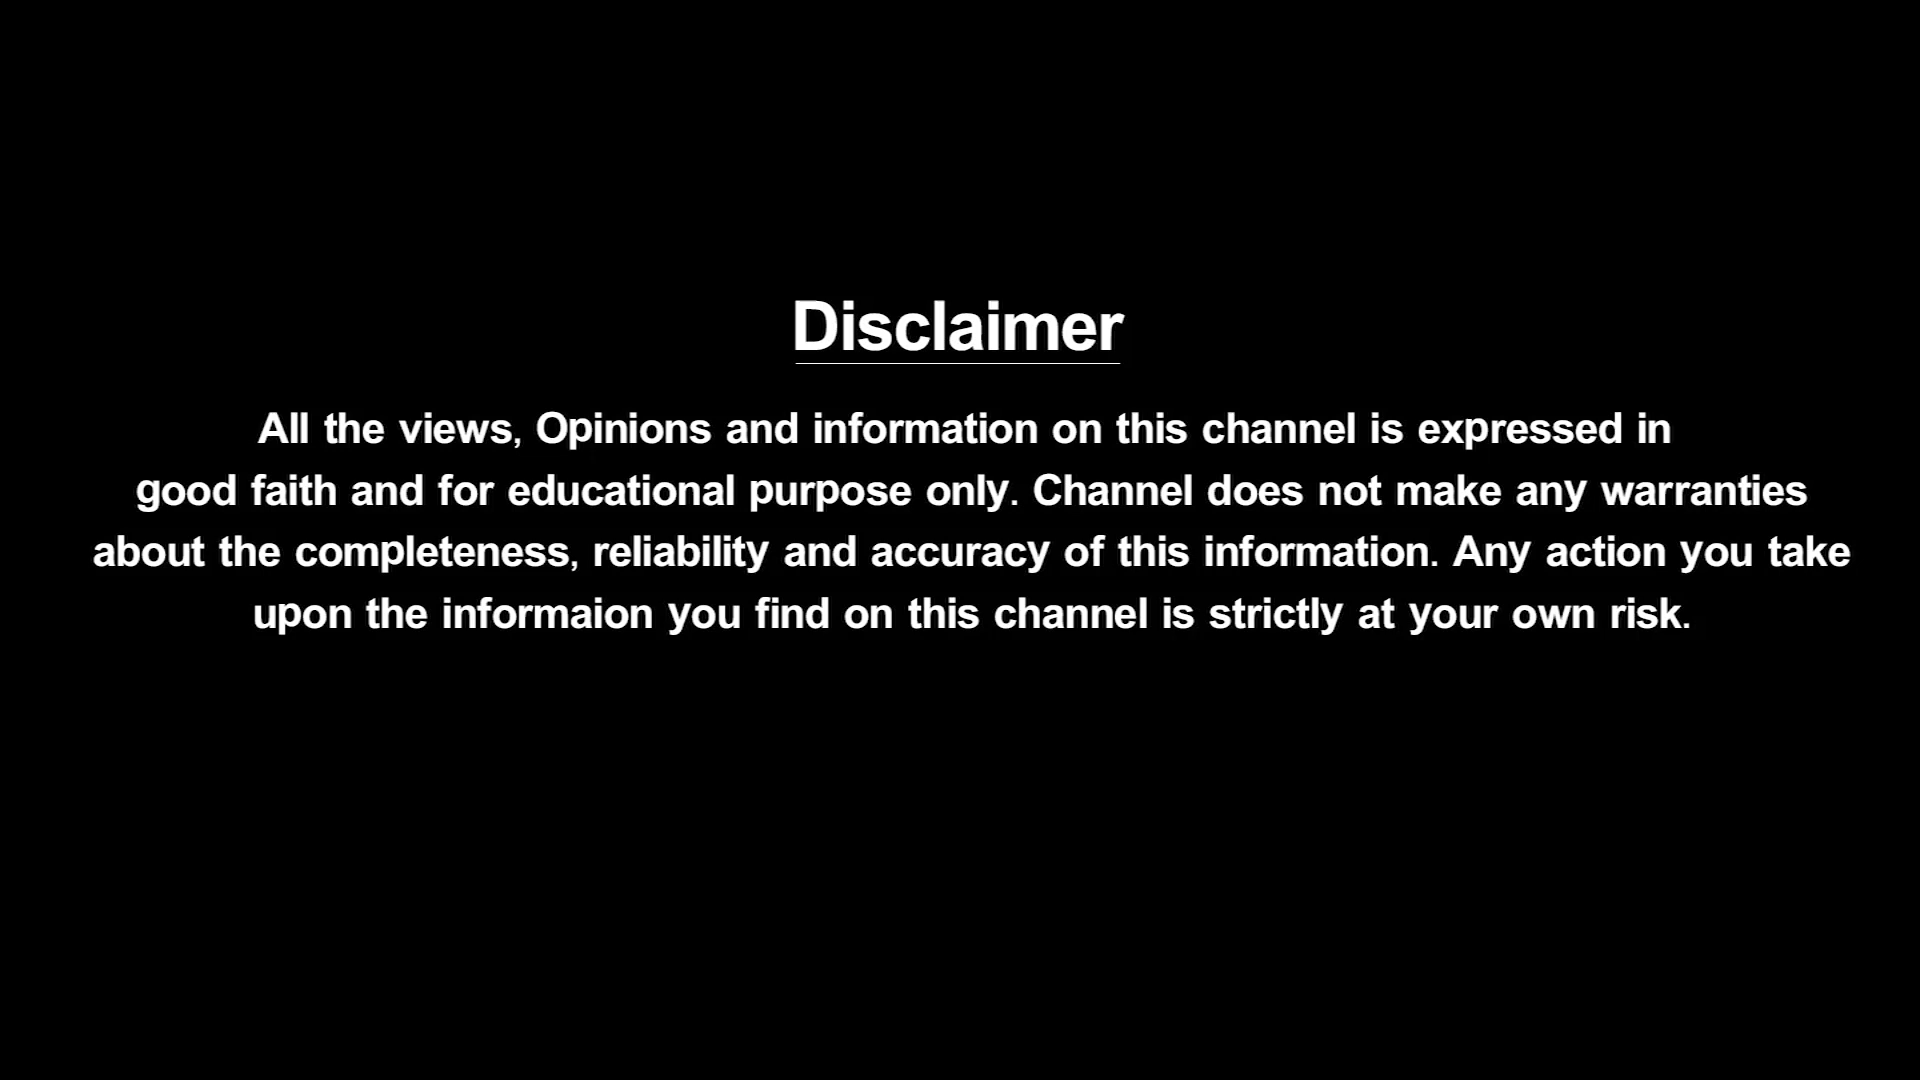 Disclaimer
All the views, Opinions and information on this channel is expressed in
good faith and for educational purpose only. Channel does not make any warranties
about the completeness, reliability and accuracy of this information. Any action you take
upon the informaion you find on this channel is strictly at your own risk.